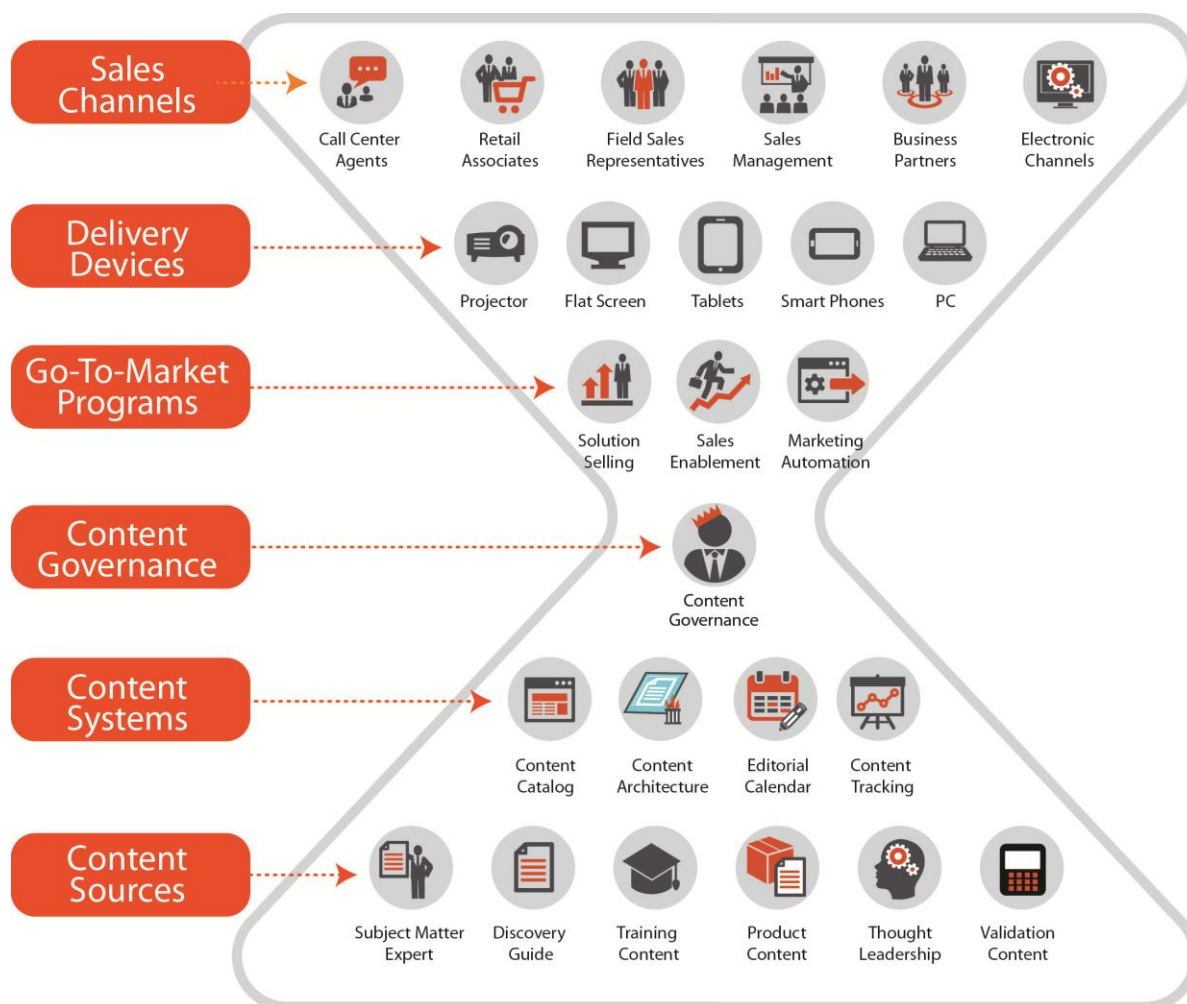 Sales
Channels
Call Center
Agents
Retail
Associates
Field Sales
Representatives
Sales
Management
Business
Partners
Electronic
Channels
Delivery
Devices
Projector
Flat Screen
Tablets
Smart Phones
PC
Go-To-Market
Programs
Solution
Selling
Sales
Enablement
Marketing
Automation
Content
Governance
Content
Governance
Content
Systems
Content
Catalog
Content
Architecture
Editorial
Calendar
Content
Tracking
Content
Sources
Subject Matter
Expert
Discovery
Guide
Training
Content
Product
Content
Thought
Leadership
Validation
Content